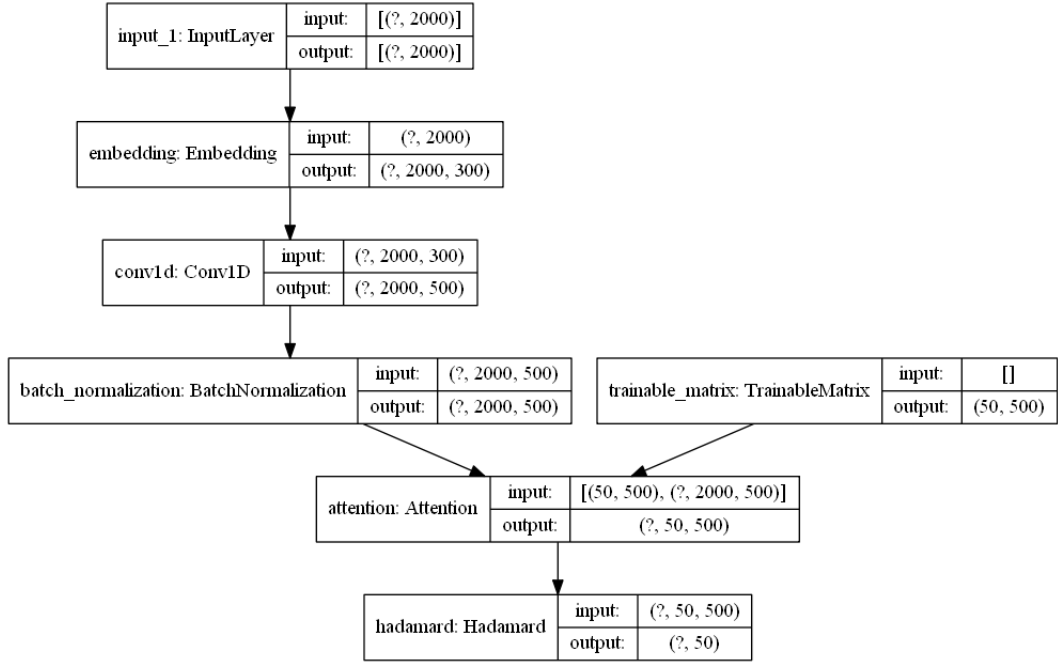 input_1: InputLayer
input: [(?, 2000)]
output: [(?, 2000)]
embedding: Embedding
input: (?, 2000)
output: (?, 2000, 300)
conv1d: Conv1D
input: (?, 2000, 300)
output: (?, 2000, 500)
batch_normalization: BatchNormalization
input: (?, 2000, 500)
output: (?, 2000, 500)
trainable_matrix: TrainableMatrix
input: []
output: (50, 500)
attention: Attention
input: [(50, 500), (?, 2000, 500)]
output: (?, 50, 500)
hadamard: Hadamard
input: (?, 50, 500)
output: (?, 50)